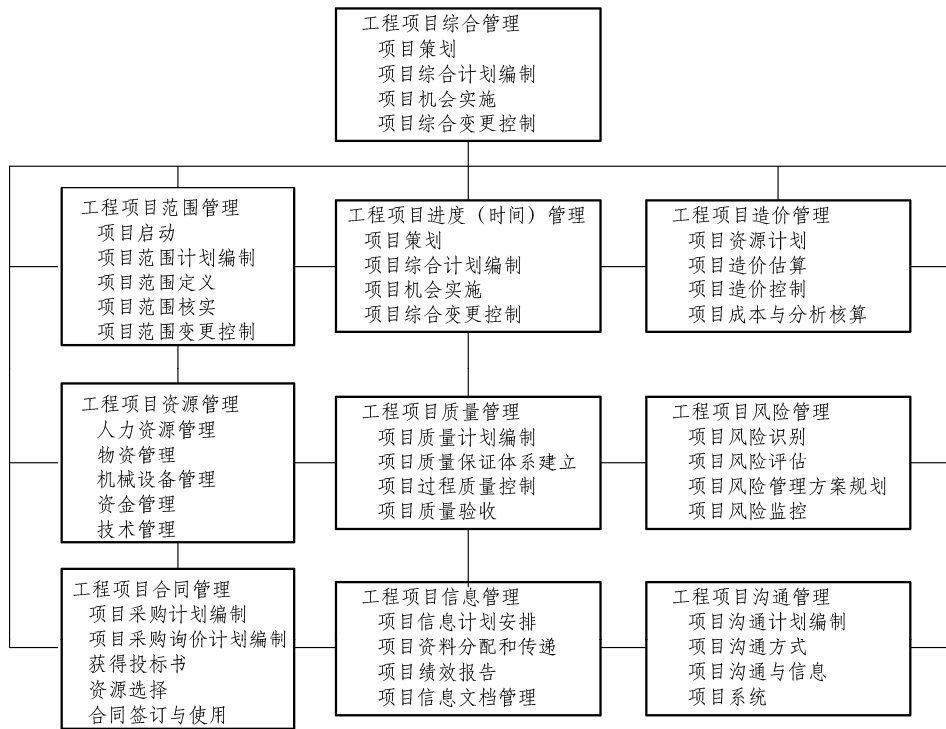 工程项目综合管理
项目策划
项目综合计划编制
项目机会实施
项目综合变更控制
工程项目范围管理
项目启动
项目范围计划编制
项目范围定义
项目范围核实
项目范围变更控制
工程项目进度（时间）管理
项目策划
项目综合计划编制
项目机会实施
项目综合变更控制
工程项目造价管理
项目资源计划
项目造价估算
项目造价控制
项目成本与分析核算
工程项目资源管理
人力资源管理
物资管理
机械设备管理
资金管理
技术管理
工程项目质量管理
项目质量计划编制
项目质量保证体系建立
项目过程质量控制
项目质量验收
工程项目风险管理
项目风险识别
项目风险评估
项目风险管理方案规划
项目风险监控
工程项目合同管理
项目采购计划编制
项目采购询价计划编制
获得投标书
资源选择
合同签订与使用
工程项目信息管理
项目信息计划安排
项目资料分配和传递
项目绩效报告
项目信息文档管理
工程项目沟通管理
项目沟通计划编制
项目沟通方式
项目沟通与信息
项目系统